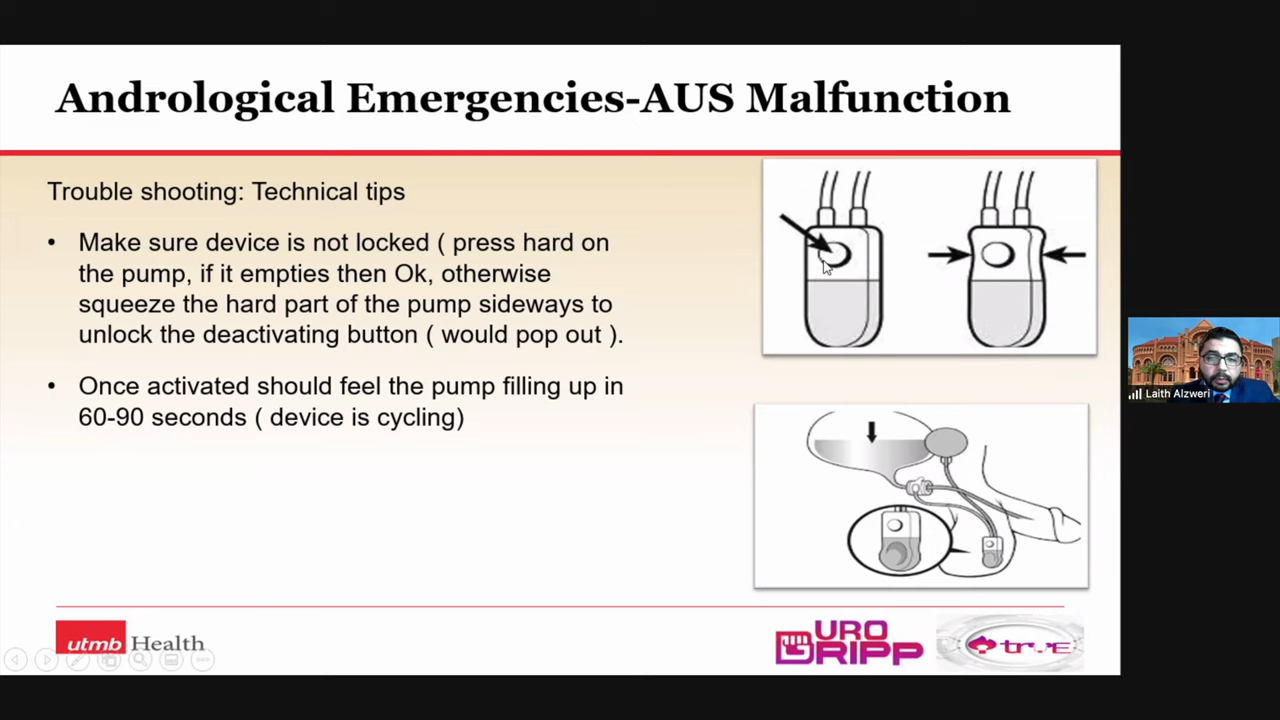 Andrological Emergencies-AUS Malfunction
Trouble shooting: Technical tips
• Make sure device is not locked ( press hard on
the pump, if it empties then Ok, otherwise
squeeze the hard part of the pump sideways to
unlock the deactivating button ( would pop out ).
• Once activated should feel the pump filling up in
60-90 seconds ( device is cycling)
Laith Alzweri
utmb Health
URO
GRIPP
trUE